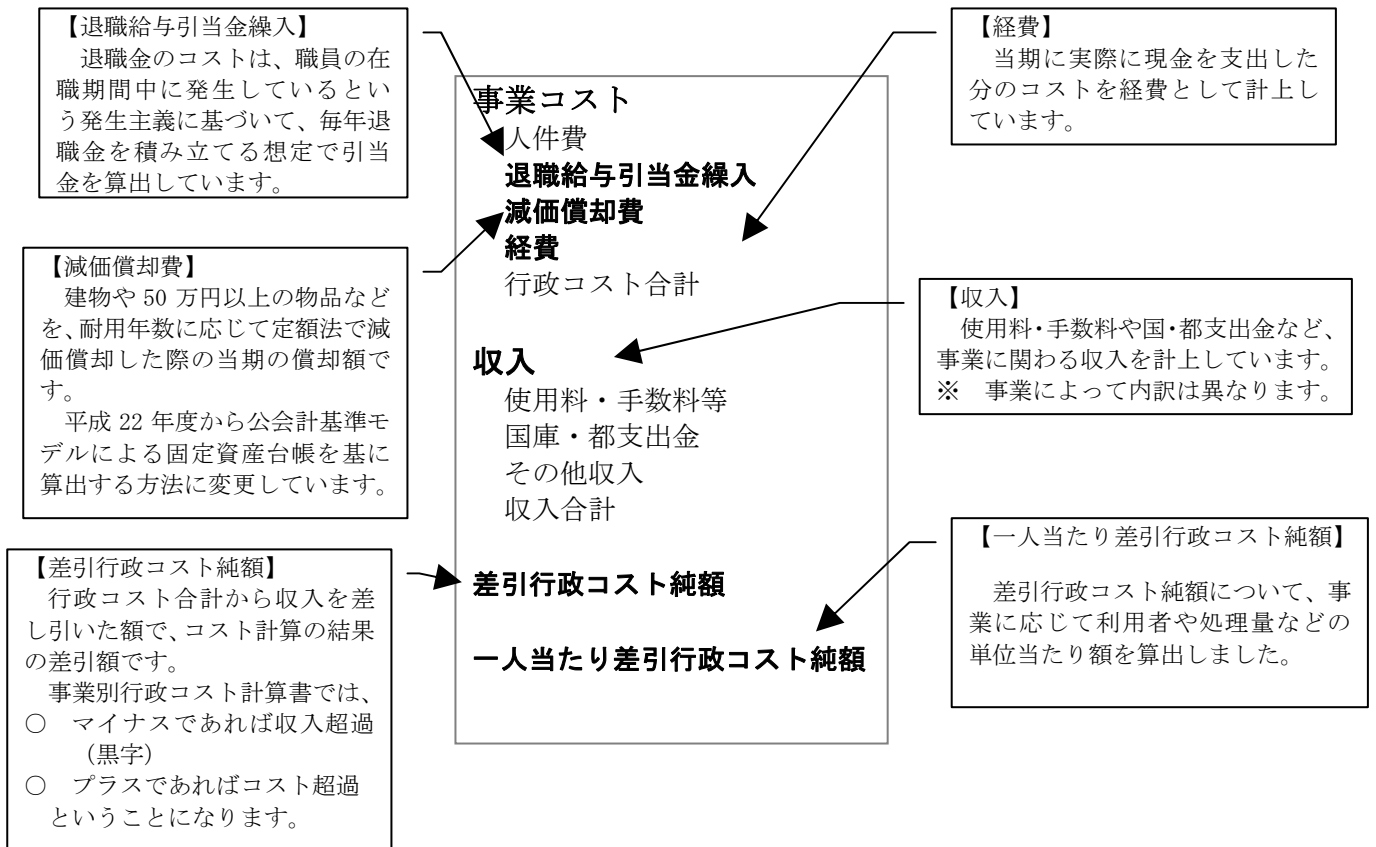 【退職給与引当金繰入】
退職金のコストは、職員の在
職期間中に発生しているとい
う発生主義に基づいて、毎年退
職金を積み立てる想定で引当
金を算出しています。
【減価償却費】
建物や 50 万円以上の物品など
を、耐用年数に応じて定額法で減
価償却した際の当期の償却額で
す。
平成 22 年度から公会計基準モ
デルによる固定資産台帳を基に
算出する方法に変更しています。
【差引行政コスト純額】
行政コスト合計から収入を差
し引いた額で、コスト計算の結果
の差引額です。
事業別行政コスト計算書では、
○ マイナスであれば収入超過
（黒字）
○ プラスであればコスト超過
ということになります。
事業コスト
人件費
退職給与引当金繰入
減価償却費
経費
行政コスト合計
収入
使用料・手数料等
国庫・都支出金
その他収入
収入合計
差引行政コスト純額
一人当たり差引行政コスト純額
【経費】
当期に実際に現金を支出した
分のコストを経費として計上し
ています。
【収入】
使用料・手数料や国・都支出金など、
事業に関わる収入を計上しています。
※ 事業によって内訳は異なります。
【一人当たり差引行政コスト純額】
差引行政コスト純額について、事
業に応じて利用者や処理量などの
単位当たり額を算出しました。